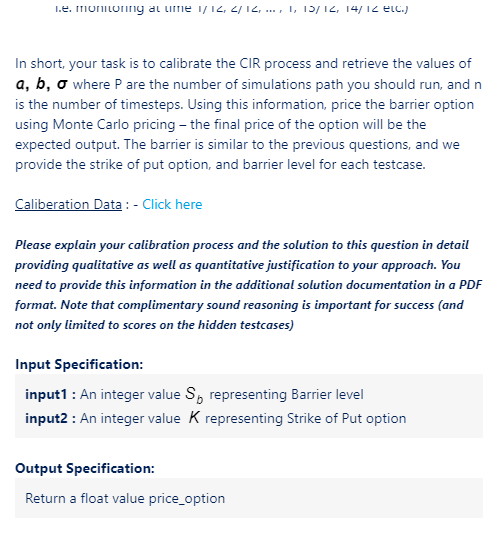 i.e. monitoring at time 1/12, 2/12, ... , 1, 13/12, 14/12 etc.)
In short, your task is to calibrate the CIR process and retrieve the values of
a, b, σ where P are the number of simulations path you should run, and n
is the number of timesteps. Using this information, price the barrier option
using Monte Carlo pricing – the final price of the option will be the
expected output. The barrier is similar to the previous questions, and we
provide the strike of put option, and barrier level for each testcase.
Caliberation Data : - Click here
Please explain your calibration process and the solution to this question in detail
providing qualitative as well as quantitative justification to your approach. You
need to provide this information in the additional solution documentation in a PDF
format. Note that complimentary sound reasoning is important for success (and
not only limited to scores on the hidden testcases)
Input Specification:
input1 : An integer value S_b representing Barrier level
input2 : An integer value K representing Strike of Put option
Output Specification:
Return a float value price_option